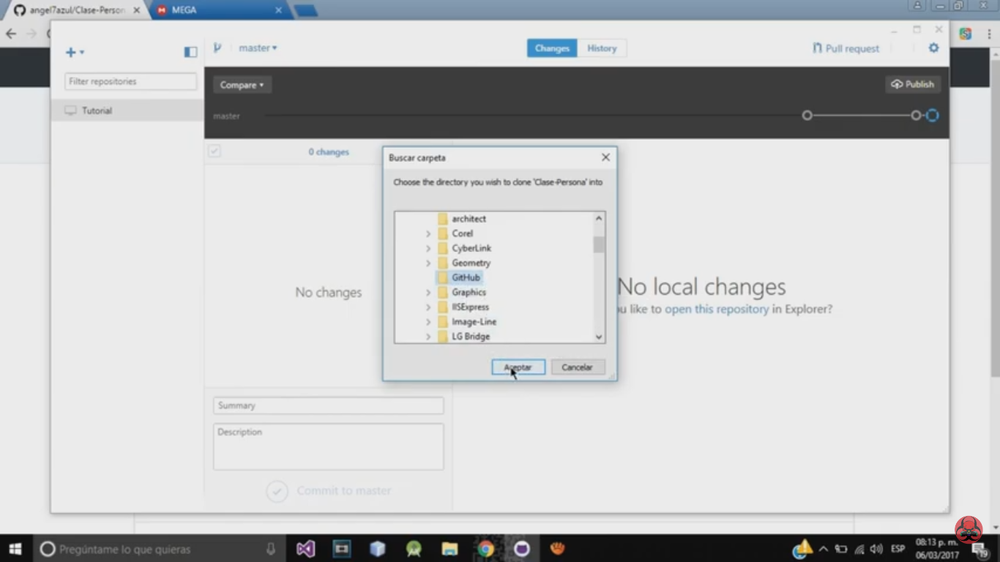 angel7azul/Clase-Person
MEGA
master
Changes
History
Pull request
Filter repositories
Compare
Publish
Tutorial
master
0 changes
Buscar carpeta
Choose the directory you wish to clone 'Clase-Persona' into
architect
Corel
CyberLink
Geometry
GitHub
Graphics
IISExpress
Image-Line
LG Bridge
No changes
No local changes
ou like to open this repository in Explorer?
Aceptar
Cancelar
Summary
Description
Commit to master
Pregúntame lo que quieras
ESP
08:13 p. m.
06/03/2017
19